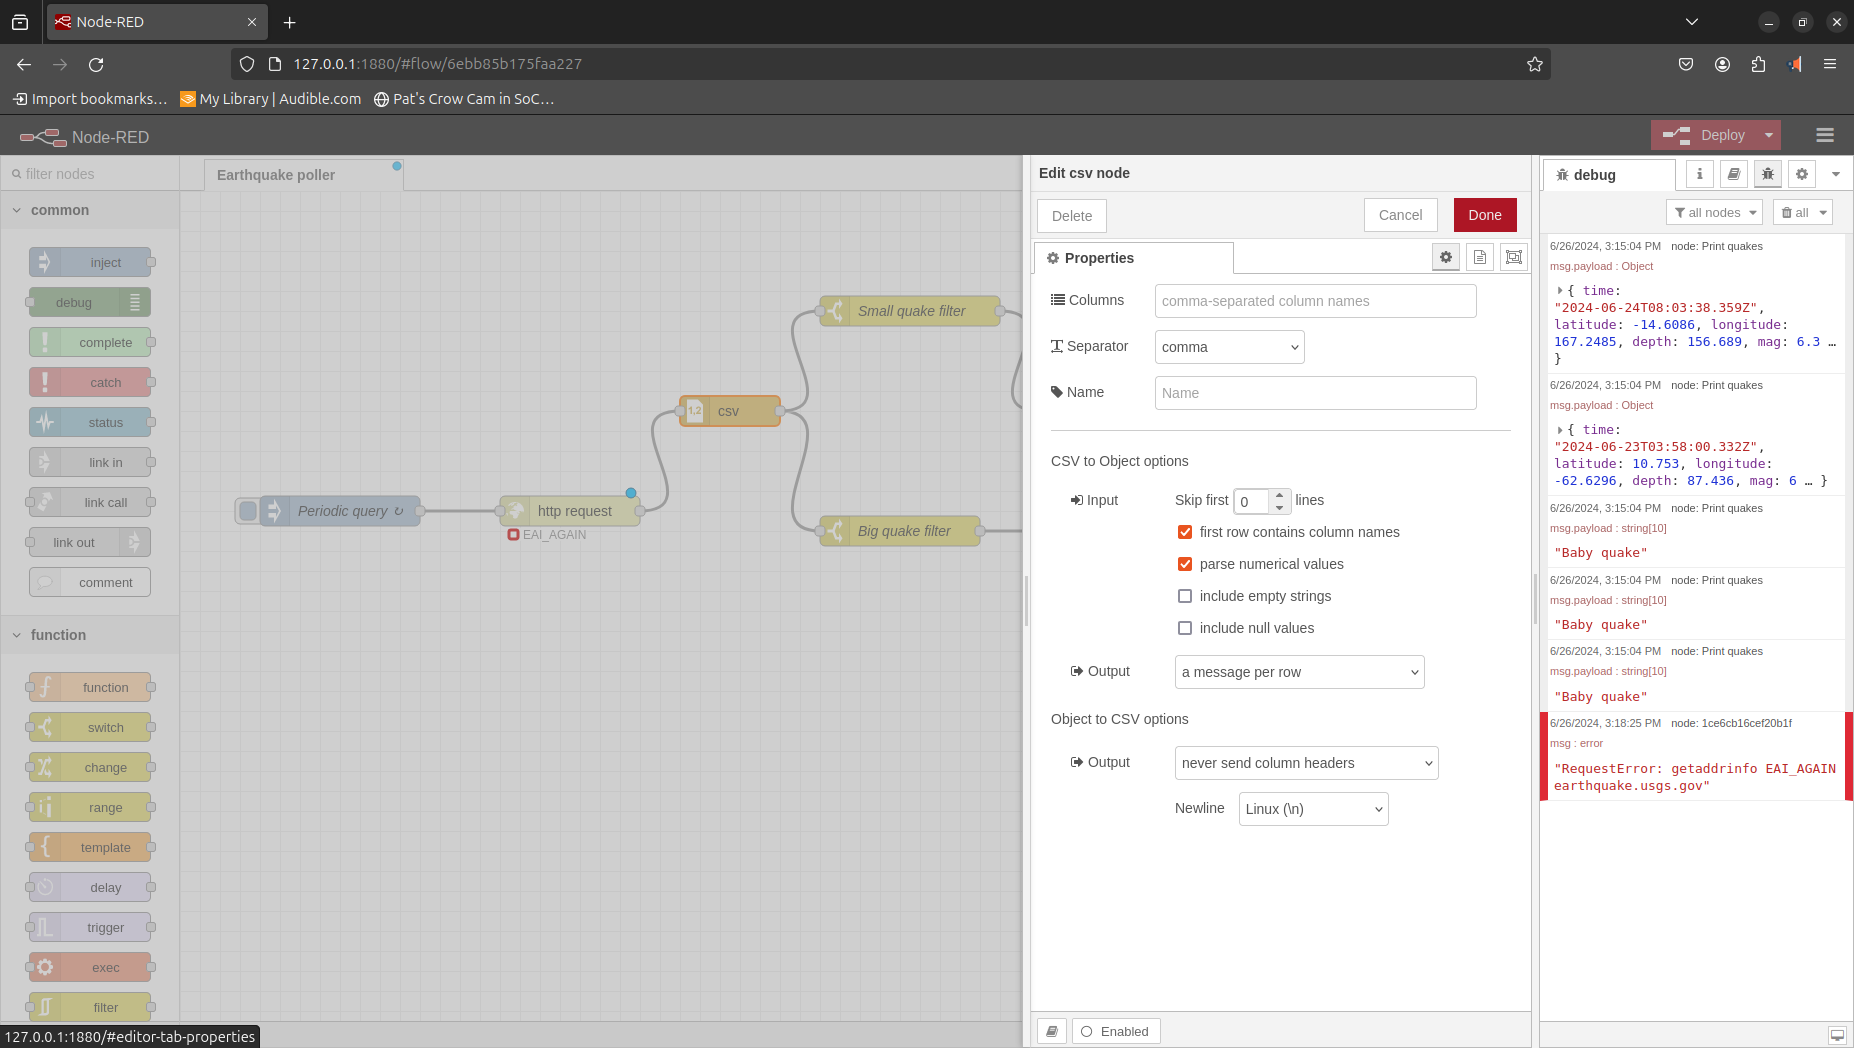 Node-RED
127.0.0.1:1880/#flow/6ebb85b175faa227
Import bookmarks…
My Library | Audible.com
Pat's Crow Cam in SoC…
Node-RED
Deploy
filter nodes
common
inject
debug
complete
catch
status
link in
link call
link out
comment
function
function
switch
change
range
template
delay
trigger
exec
filter
127.0.0.1:1880/#editor-tab-properties
Earthquake poller
Small quake filter
csv
Periodic query ↻
http request
EAI_AGAIN
Big quake filter
Edit csv node
Delete
Cancel
Done
Properties
Columns
comma-separated column names
Separator
comma
Name
Name
CSV to Object options
Input
Skip first 0 lines
first row contains column names
parse numerical values
include empty strings
include null values
Output
a message per row
Object to CSV options
Output
never send column headers
Newline
Linux (\n)
Enabled
debug
all nodes
all
6/26/2024, 3:15:04 PM node: Print quakes
msg.payload : Object
{ time:
"2024-06-24T08:03:38.359Z",
latitude: -14.6086, longitude:
167.2485, depth: 156.689, mag: 6.3 …
}
6/26/2024, 3:15:04 PM node: Print quakes
msg.payload : Object
{ time:
"2024-06-23T03:58:00.332Z",
latitude: 10.753, longitude:
-62.6296, depth: 87.436, mag: 6 … }
6/26/2024, 3:15:04 PM node: Print quakes
msg.payload : string[10]
"Baby quake"
6/26/2024, 3:15:04 PM node: Print quakes
msg.payload : string[10]
"Baby quake"
6/26/2024, 3:15:04 PM node: Print quakes
msg.payload : string[10]
"Baby quake"
6/26/2024, 3:18:25 PM node: 1ce6cb16cef20b1f
msg : error
"RequestError: getaddrinfo EAI_AGAIN
earthquake.usgs.gov"